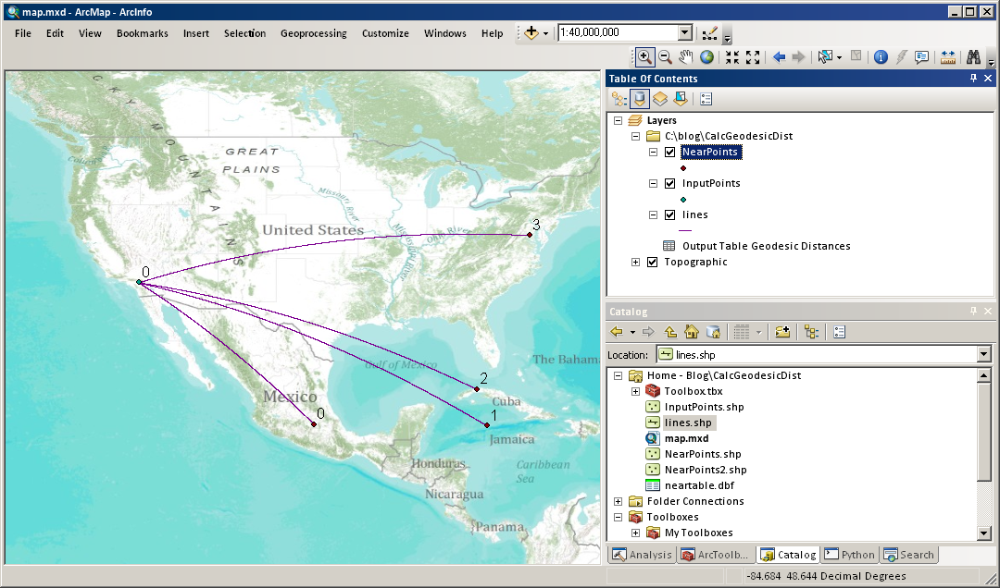 map.mxd - ArcMap - ArcInfo
File Edit View Bookmarks Insert Selection Geoprocessing Customize Windows Help
1:40,000,000
Table Of Contents
Layers
C:\blog\CalcGeodesicDist
NearPoints
InputPoints
lines
Output Table Geodesic Distances
Topographic
Catalog
Location: lines.shp
Home - Blog\CalcGeodesicDist
Toolbox.tbx
InputPoints.shp
lines.shp
map.mxd
NearPoints.shp
NearPoints2.shp
neartable.dbf
Folder Connections
Toolboxes
My Toolboxes
Analysis ArcToolb... Catalog Python Search
-84.684 48.644 Decimal Degrees
MOUNTAINS
GREAT
PLAINS
Missouri River
United States
Mississippi River
Ohio River
3
0
Gulf of Mexico
The Baham
2
Cuba
Mexico
0
1
Jamaica
Honduras
Caribbean
Sea
Nicaragua
Panama